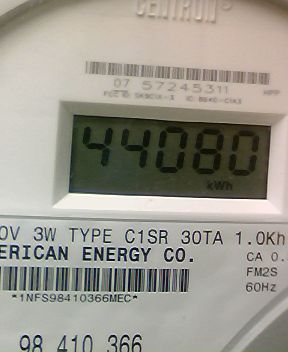 CENTRON®
07 57245311
44080
kWh
0V 3W TYPE C1SR 30TA 1.0Kh
ERICAN ENERGY CO.
CA 0.
FM2S
*1NFS98410366MEC*
60Hz
98 410 366